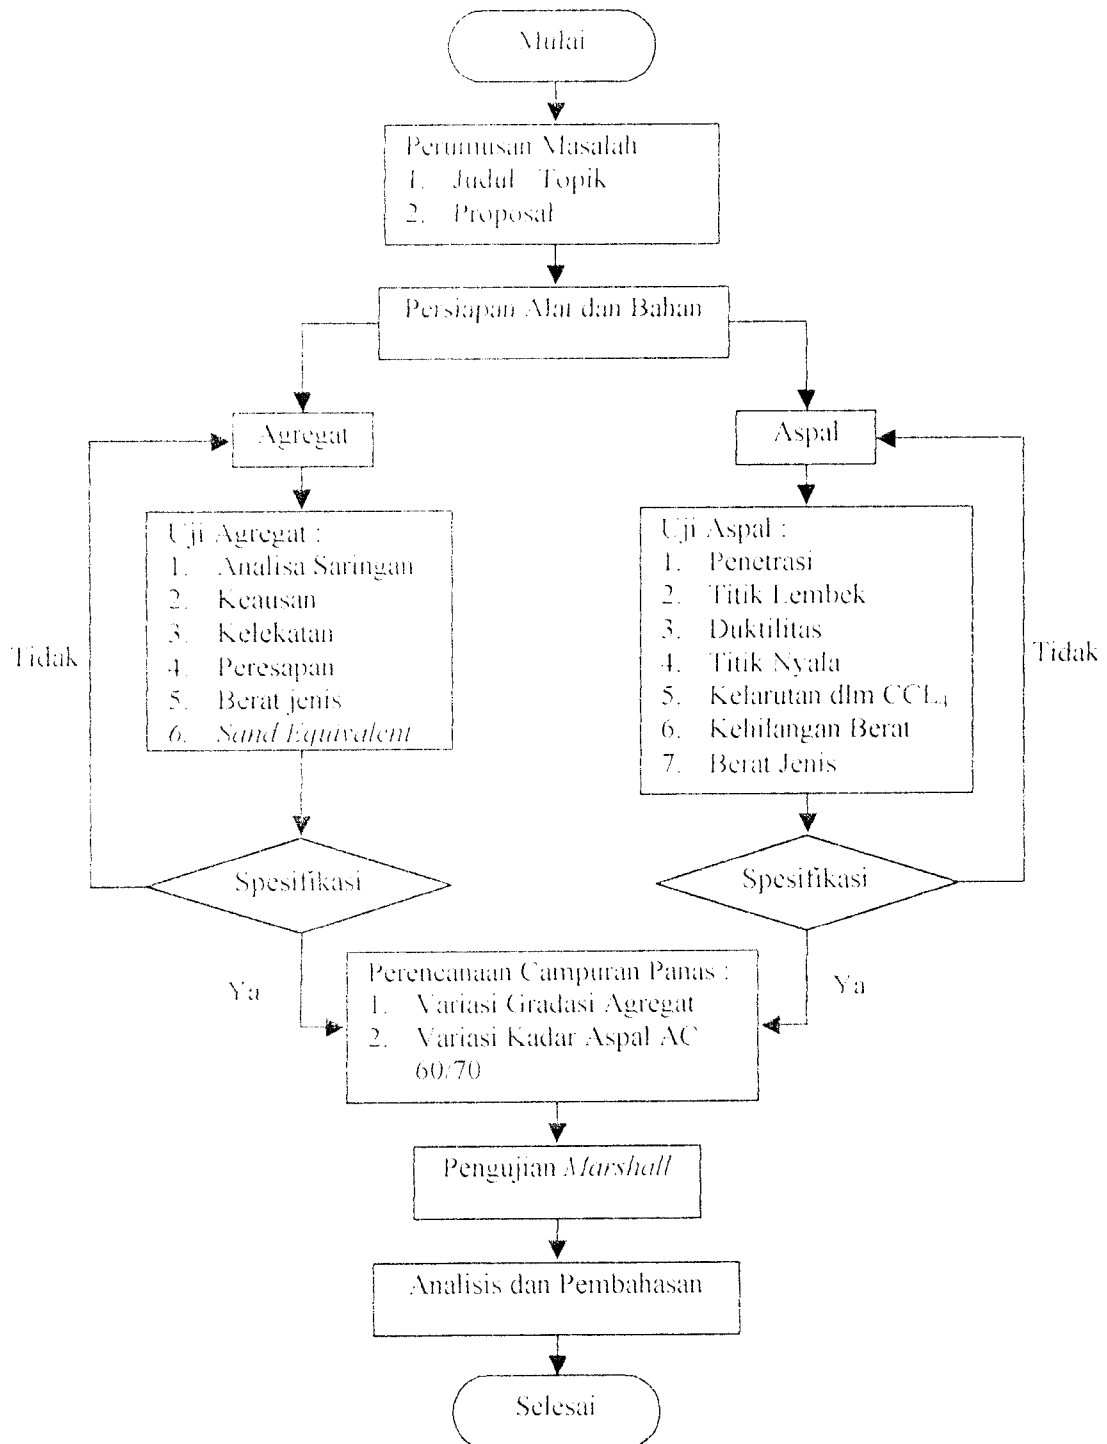 Mulai
Perumusan Masalah
1. Judul Topik
2. Proposal
Persiapan Alat dan Bahan
Agregat
Aspal
Uji Agregat :
1. Analisa Saringan
2. Keausan
3. Kelekatan
4. Peresapan
5. Berat jenis
6. Sand Equivalent
Uji Aspal :
1. Penetrasi
2. Titik Lembek
3. Duktilitas
4. Titik Nyala
5. Kelarutan dlm CCL4
6. Kehilangan Berat
7. Berat Jenis
Tidak
Tidak
Spesifikasi
Spesifikasi
Ya
Ya
Perencanaan Campuran Panas :
1. Variasi Gradasi Agregat
2. Variasi Kadar Aspal AC
60/70
Pengujian Marshall
Analisis dan Pembahasan
Selesai